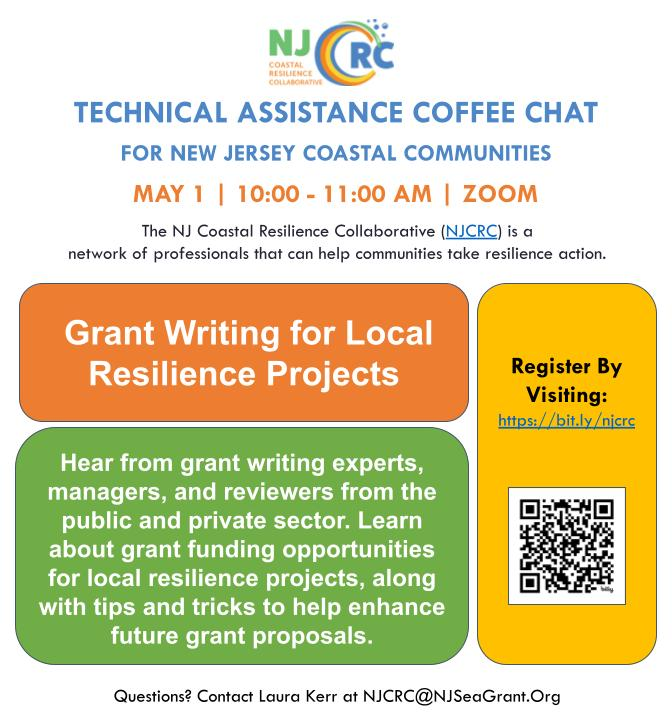 NJ CRC
COASTAL
RESILIENCE
COLLABORATIVE
TECHNICAL ASSISTANCE COFFEE CHAT
FOR NEW JERSEY COASTAL COMMUNITIES
MAY 1 | 10:00 - 11:00 AM | ZOOM
The NJ Coastal Resilience Collaborative (NJCRC) is a
network of professionals that can help communities take resilience action.
Grant Writing for Local
Resilience Projects
Hear from grant writing experts,
managers, and reviewers from the
public and private sector. Learn
about grant funding opportunities
for local resilience projects, along
with tips and tricks to help enhance
future grant proposals.
Register By
Visiting:
https://bit.ly/njcrc
bitly
Questions? Contact Laura Kerr at NJCRC@NJSeaGrant.Org